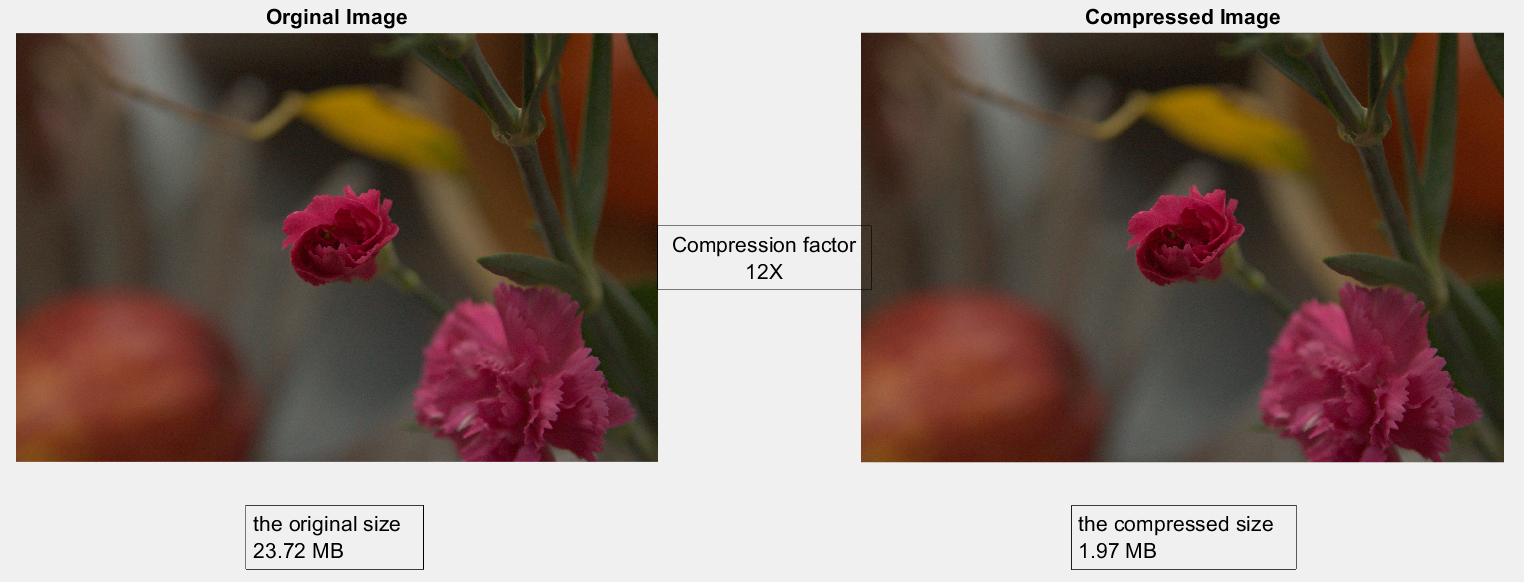 Orginal Image
Compressed Image
Compression factor
12X
the original size
23.72 MB
the compressed size
1.97 MB